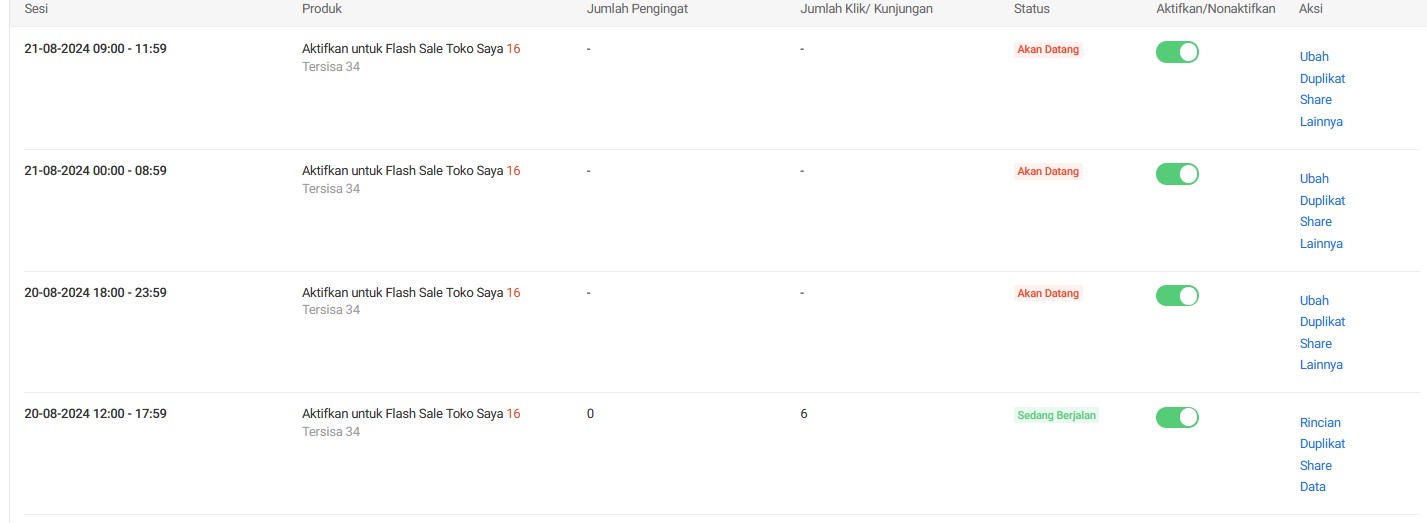 Sesi Produk Jumlah Pengingat Jumlah Klik/ Kunjungan Status Aktifkan/Nonaktifkan Aksi
21-08-2024 09:00 - 11:59 Aktifkan untuk Flash Sale Toko Saya 16 - - Akan Datang
Tersisa 34
Ubah
Duplikat
Share
Lainnya
21-08-2024 00:00 - 08:59 Aktifkan untuk Flash Sale Toko Saya 16 - - Akan Datang
Tersisa 34
Ubah
Duplikat
Share
Lainnya
20-08-2024 18:00 - 23:59 Aktifkan untuk Flash Sale Toko Saya 16 - - Akan Datang
Tersisa 34
Ubah
Duplikat
Share
Lainnya
20-08-2024 12:00 - 17:59 Aktifkan untuk Flash Sale Toko Saya 16 0 6 Sedang Berjalan
Tersisa 34
Rincian
Duplikat
Share
Data